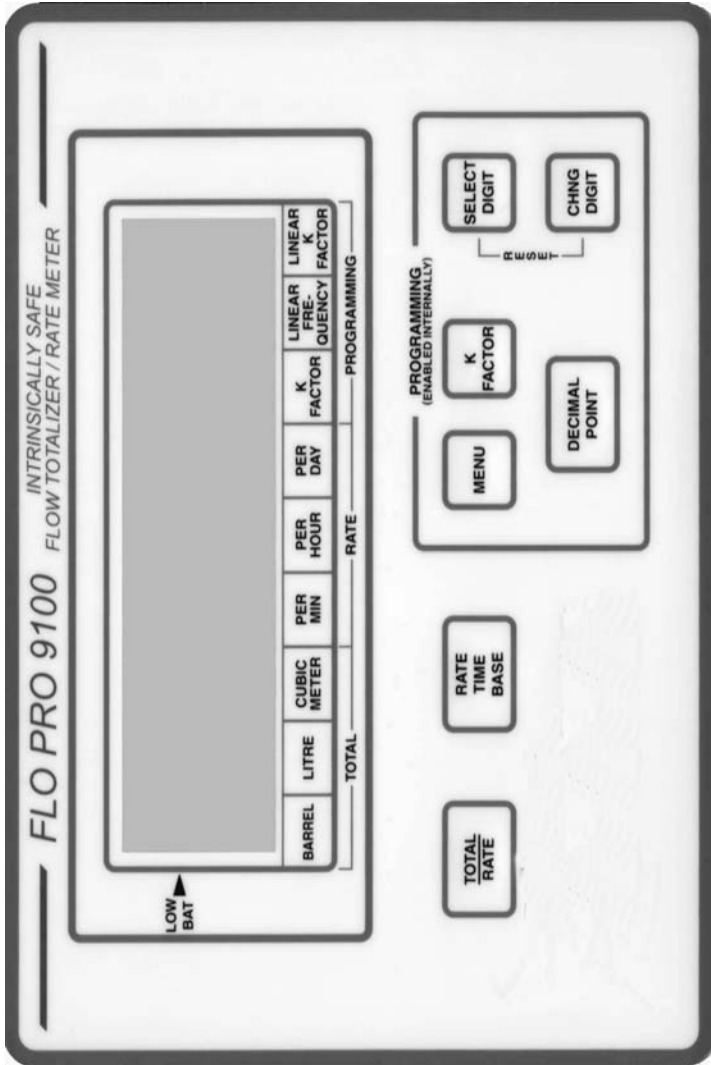 FLO PRO 9100
INTRINSICALLY SAFE
FLOW TOTALIZER / RATE METER
LOW
BAT
BARREL
LITRE
CUBIC
METER
PER
MIN
PER
HOUR
PER
DAY
K
FACTOR
LINEAR
FRE-
QUENCY
LINEAR
K
FACTOR
TOTAL
RATE
PROGRAMMING
TOTAL
RATE
RATE
TIME
BASE
PROGRAMMING
(ENABLED INTERNALLY)
MENU
K
FACTOR
SELECT
DIGIT
RESET
DECIMAL
POINT
CHNG
DIGIT